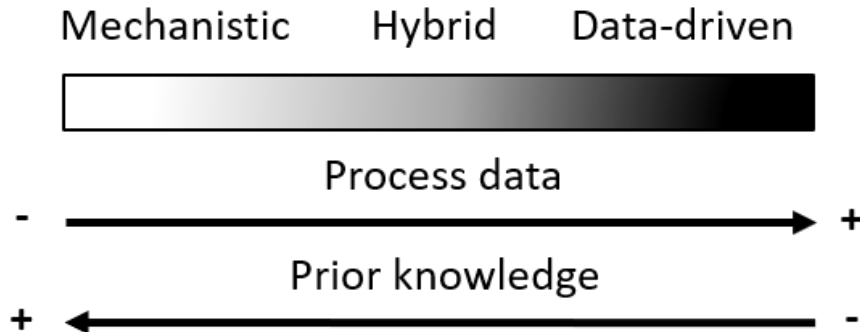 Mechanistic Hybrid Data-driven
Process data
- +
Prior knowledge
+ -